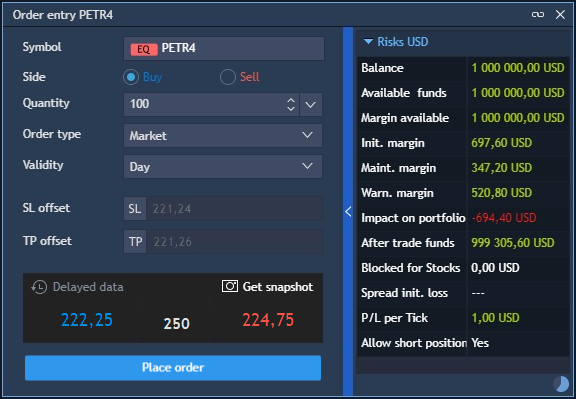 Order entry PETR4
Symbol
EQ PETR4
Side
Buy
Sell
Quantity
100
Order type
Market
Validity
Day
SL offset
SL 221,24
TP offset
TP 221,26
Delayed data
Get snapshot
222,25
250
224,75
Place order
Risks USD
Balance 1 000 000,00 USD
Available funds 1 000 000,00 USD
Margin available 1 000 000,00 USD
Init. margin 697,60 USD
Maint. margin 347,20 USD
Warn. margin 520,80 USD
Impact on portfolio -694,40 USD
After trade funds 999 305,60 USD
Blocked for Stocks 0,00 USD
Spread init. loss ---
P/L per Tick 1,00 USD
Allow short position Yes